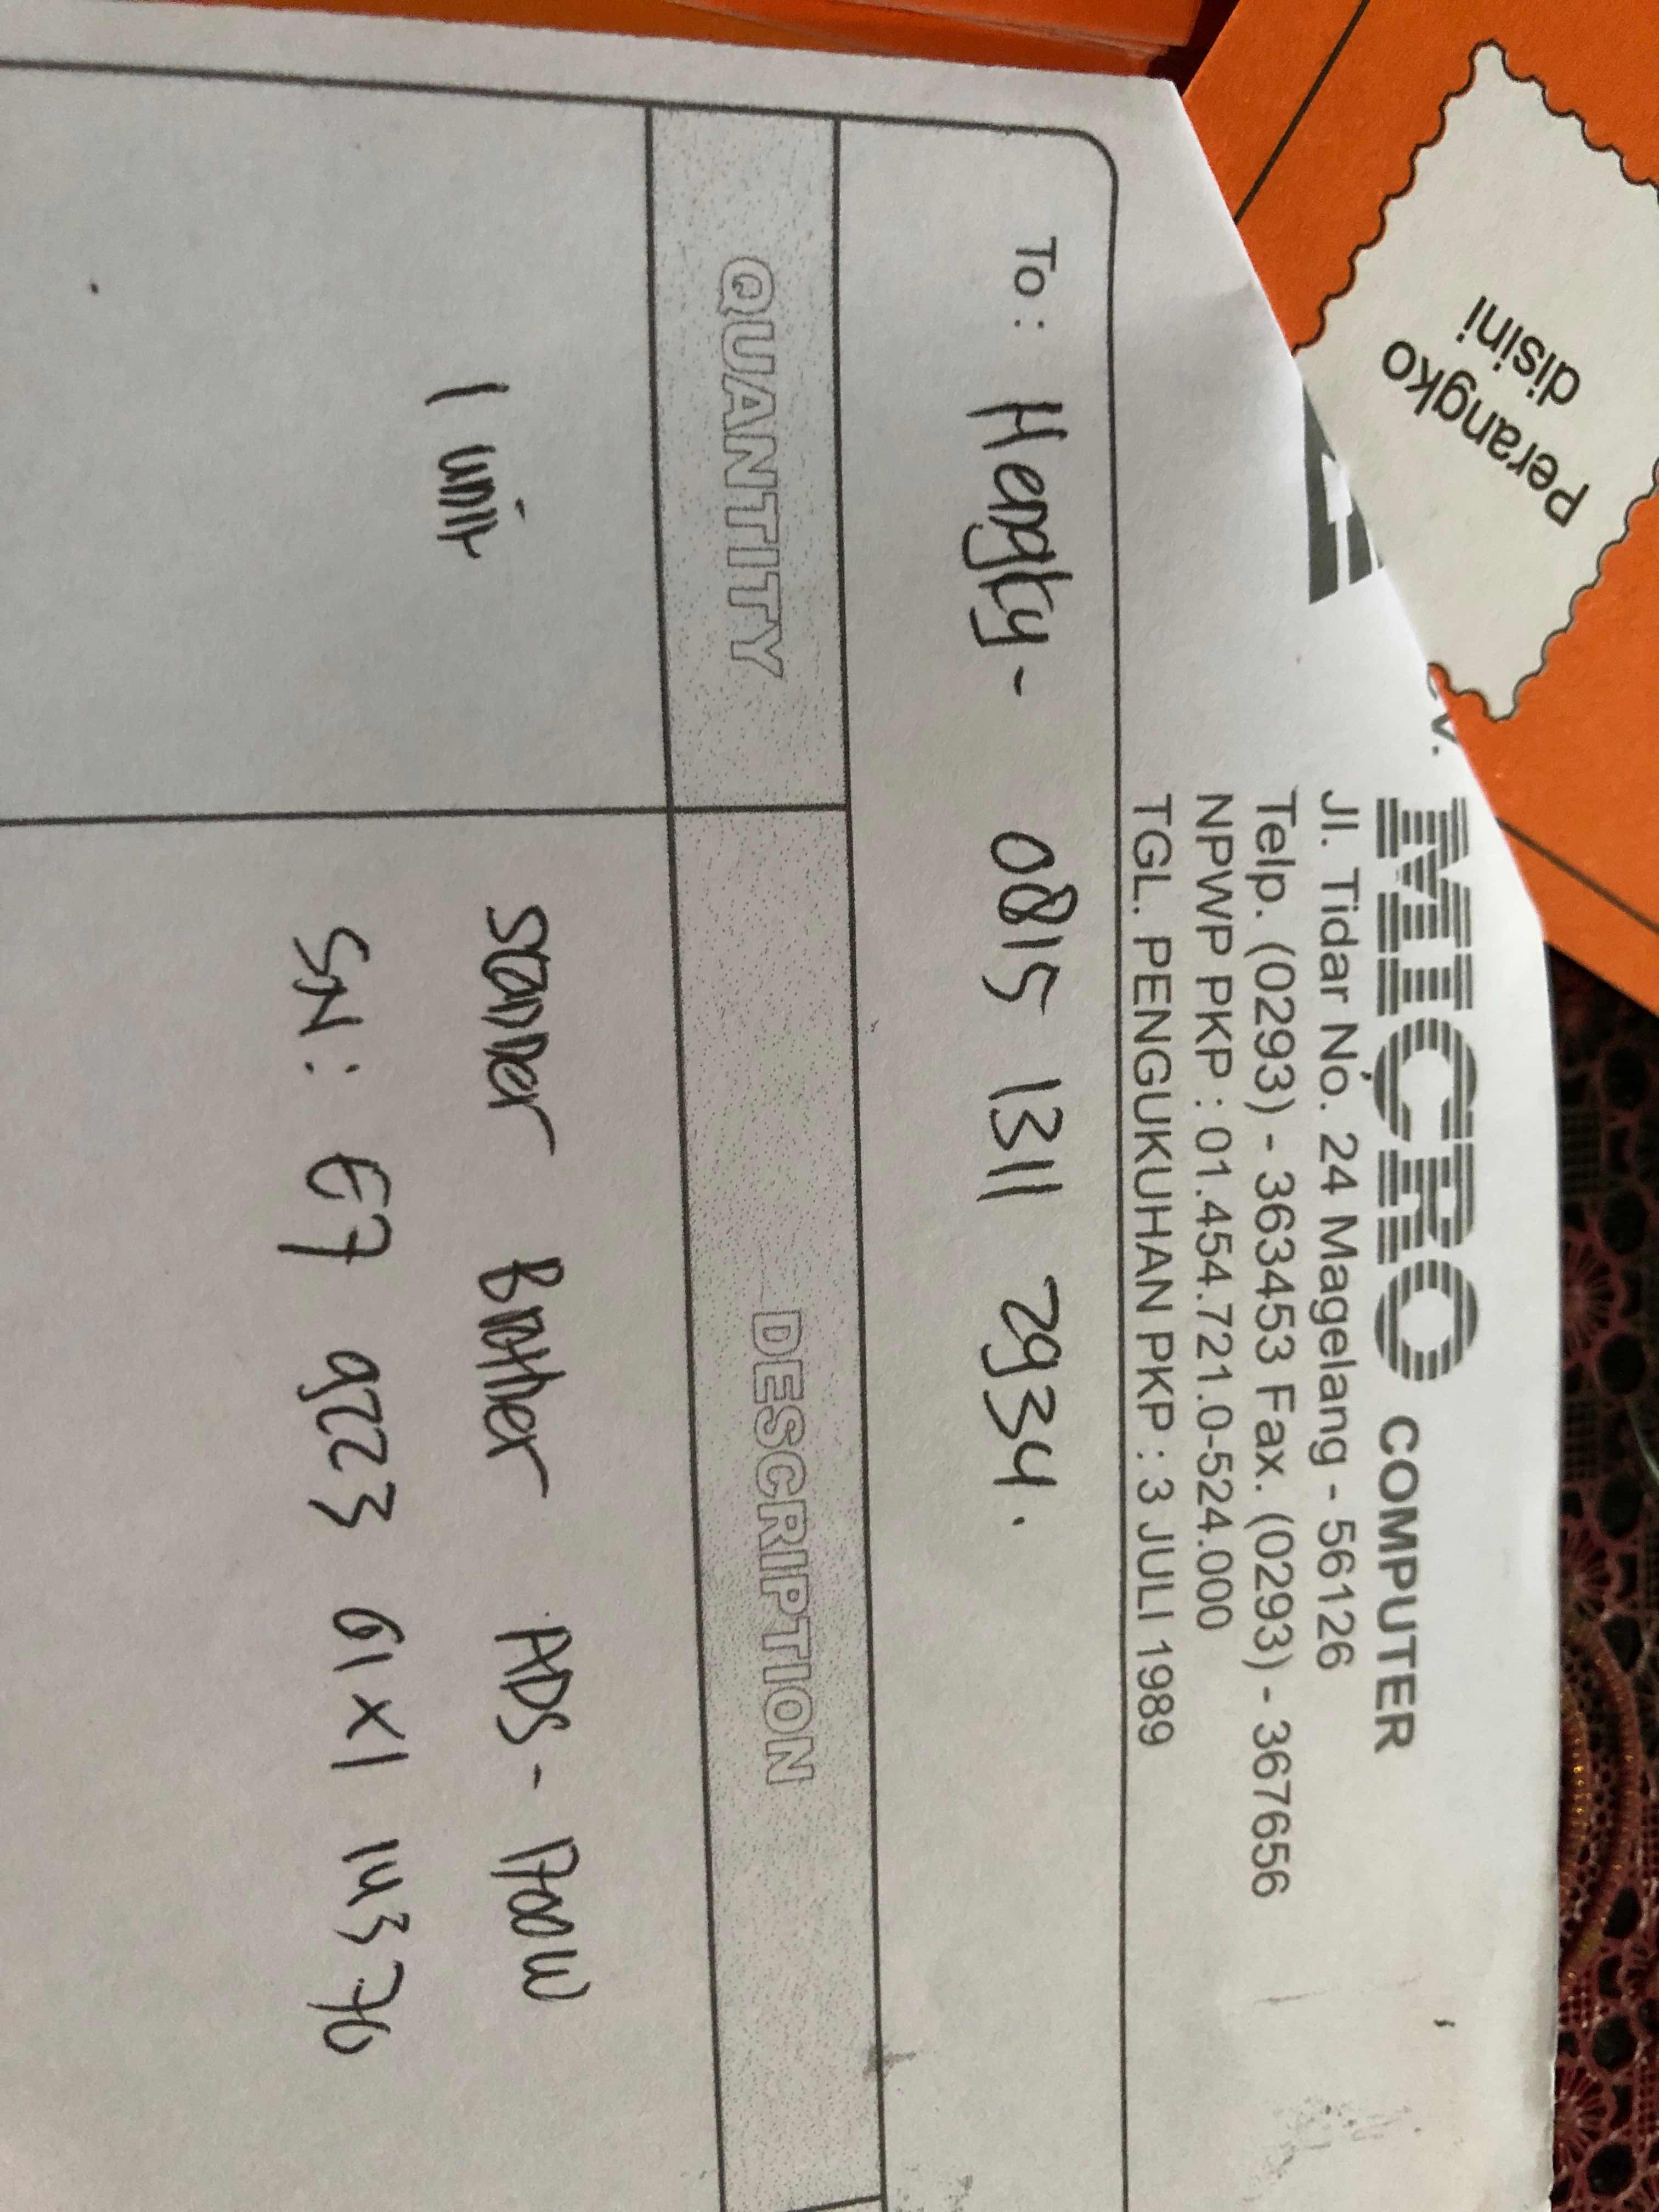 Perangko
disini
CV.
MICRO COMPUTER
Jl. Tidar No. 24 Magelang - 56126
Telp. (0293) - 363453 Fax. (0293) - 367656
NPWP PKP : 01.454.721.0-524.000
TGL. PENGUKUHAN PKP : 3 JULI 1989
To : Hengky - 0815 1311 2934.
QUANTITY DESCRIPTION
1 unit scanner Brother ADS - 1700W
SN : E7 9223 G1X1 14376